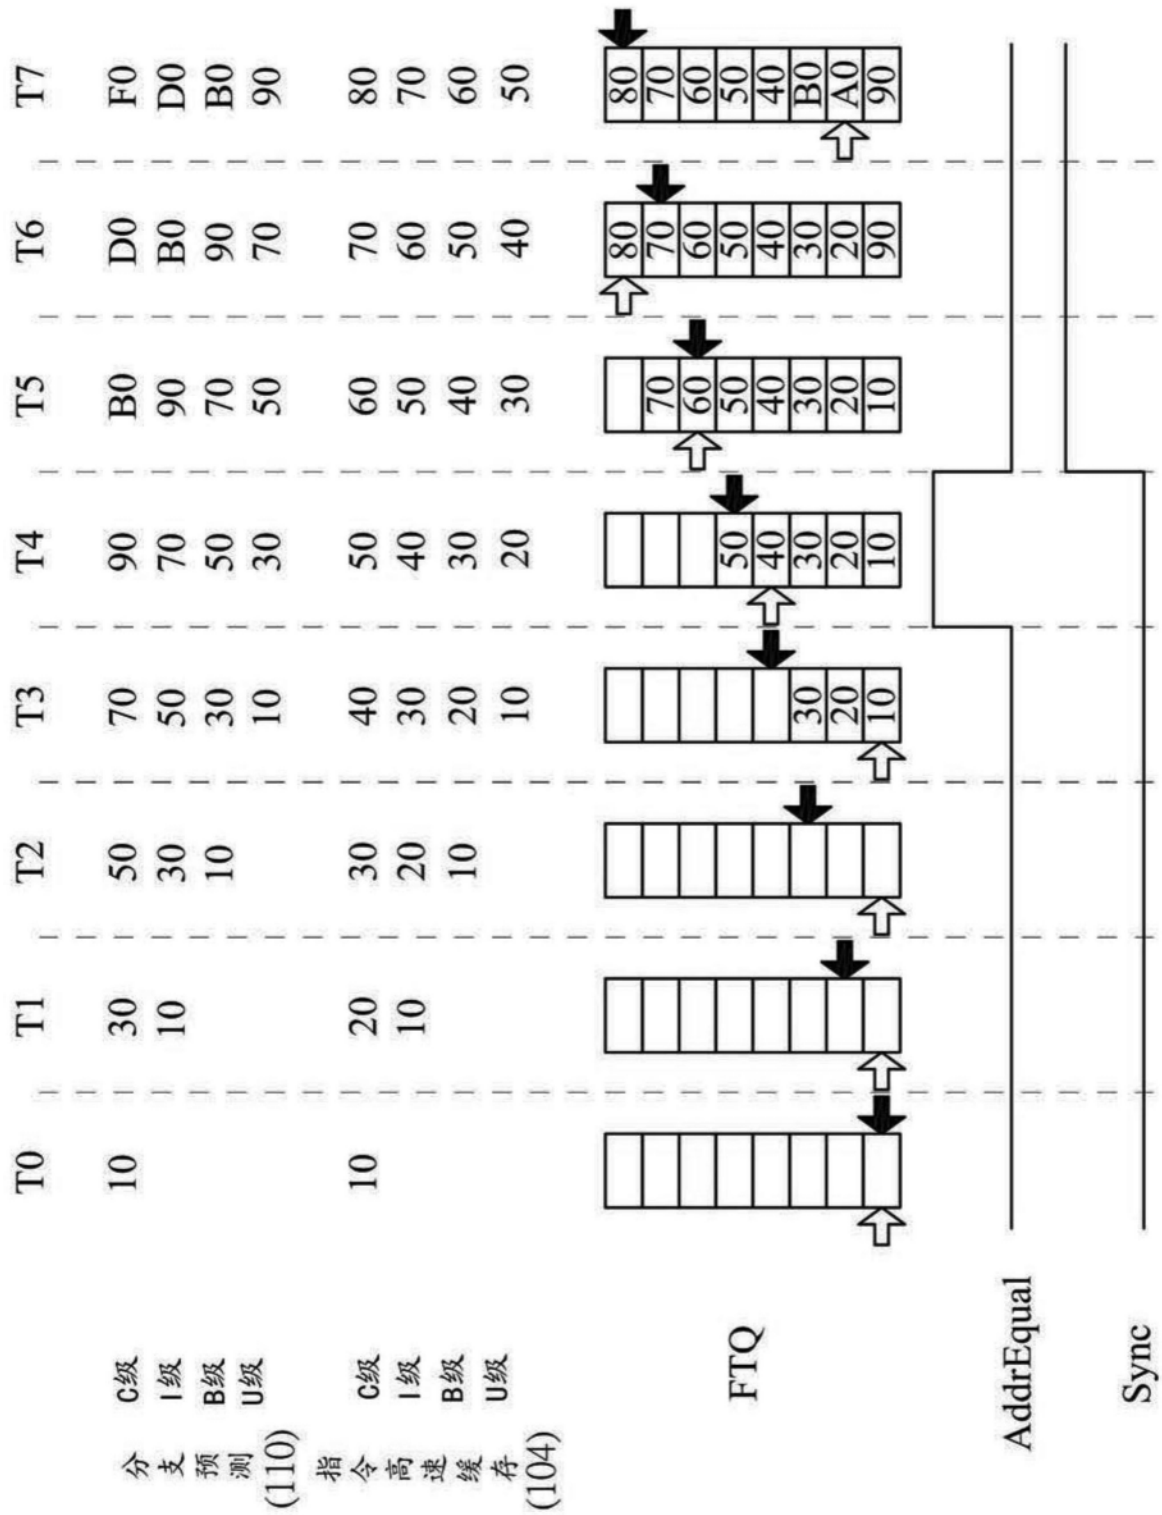 T0 T1 T2 T3 T4 T5 T6 T7
分支预测 (110)
C级 10 30 50 70 90 B0 D0 F0
I级 10 30 50 70 90 B0 D0
B级 10 30 50 70 90 B0
U级 10 30 50 70 90
指令高速缓存 (104)
C级 10 20 30 40 50 60 70 80
I级 10 20 30 40 50 60 70
B级 10 20 30 40 50 60
U级 10 20 30 40 50
FTQ
80 80
70 70 70
60 60 60
50 50 50 50
40 40 40 40
30 30 30 30 B0
20 20 20 20 A0
10 10 10 90 90
AddrEqual
Sync